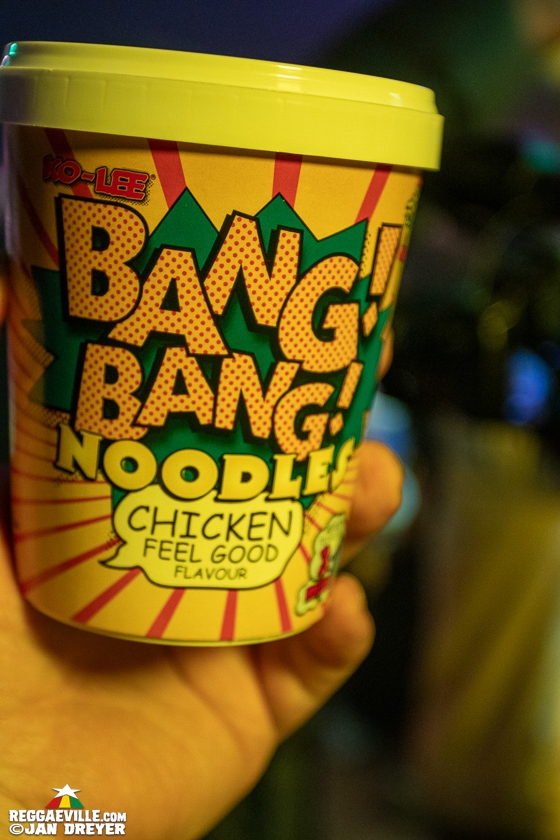 KO-LEE
BANG!
BANG!
NOODLES
CHICKEN
FEEL GOOD
FLAVOUR
REGGAEVILLE.COM
©JAN DREYER